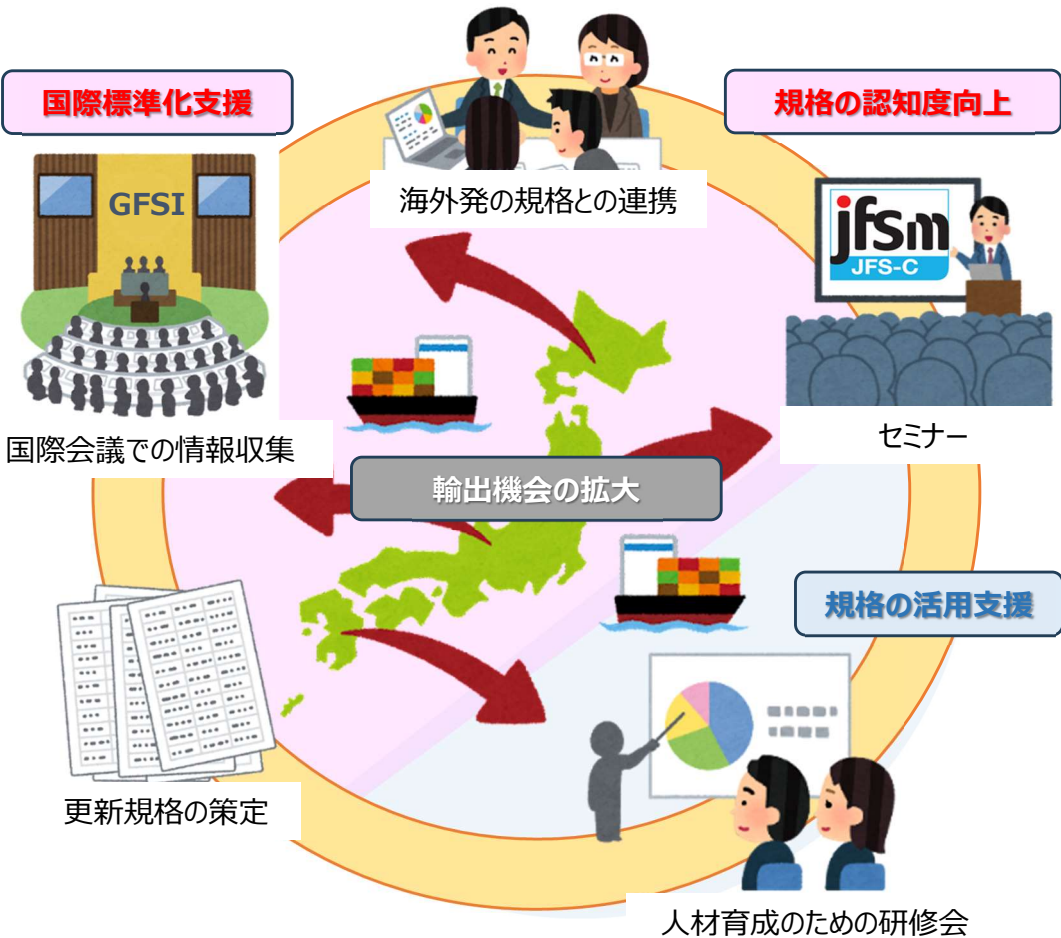 国際標準化支援
規格の認知度向上
海外発の規格との連携
GFSI
jfsm
JFS-C
国際会議での情報収集
セミナー
輸出機会の拡大
規格の活用支援
更新規格の策定
人材育成のための研修会